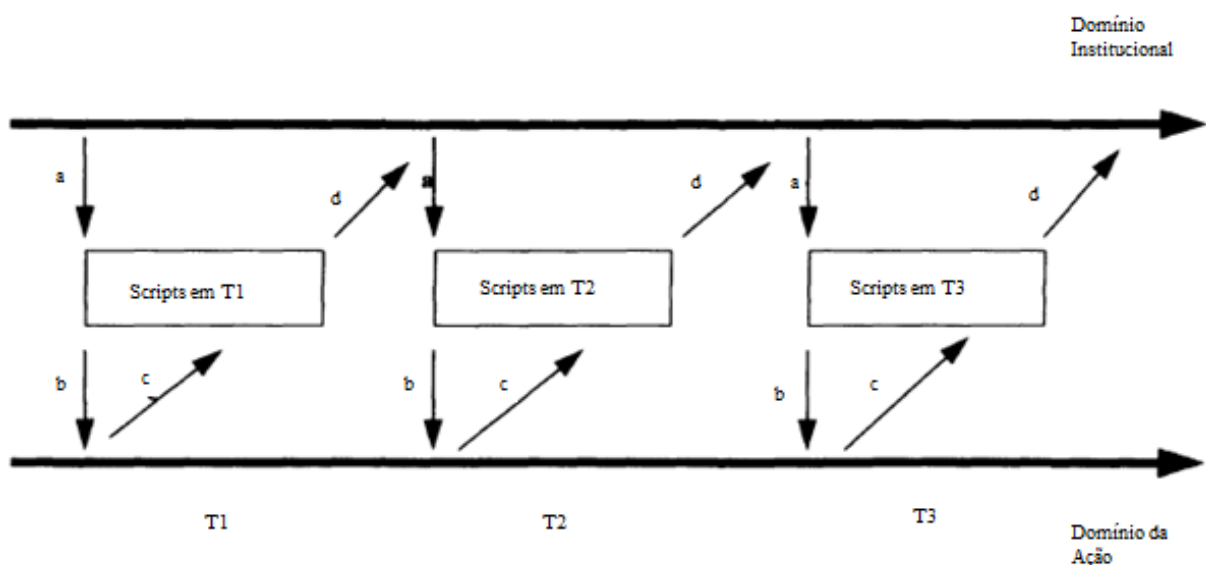 Domínio
Institucional
a
d
a
d
a
d
Scripts em T1
Scripts em T2
Scripts em T3
b
c
b
c
b
c
T1
T2
T3
Domínio da
Ação